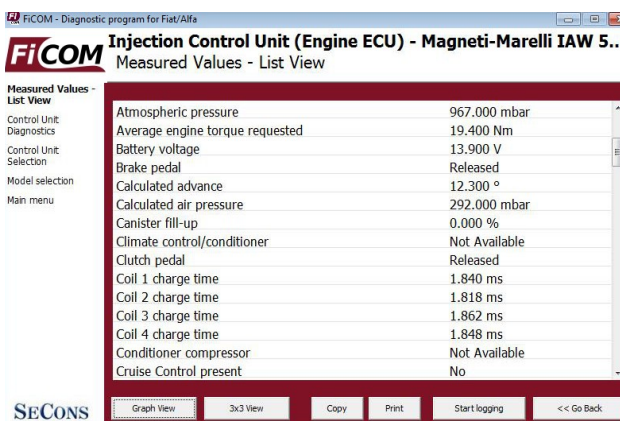 FiCOM - Diagnostic program for Fiat/Alfa
FiCOM
Injection Control Unit (Engine ECU) - Magneti-Marelli IAW 5..
Measured Values - List View
Measured Values -
List View
Control Unit
Diagnostics
Control Unit
Selection
Model selection
Main menu
Atmospheric pressure 967.000 mbar
Average engine torque requested 19.400 Nm
Battery voltage 13.900 V
Brake pedal Released
Calculated advance 12.300 °
Calculated air pressure 292.000 mbar
Canister fill-up 0.000 %
Climate control/conditioner Not Available
Clutch pedal Released
Coil 1 charge time 1.840 ms
Coil 2 charge time 1.818 ms
Coil 3 charge time 1.862 ms
Coil 4 charge time 1.848 ms
Conditioner compressor Not Available
Cruise Control present No
SECONS
Graph View 3x3 View Copy Print Start logging << Go Back